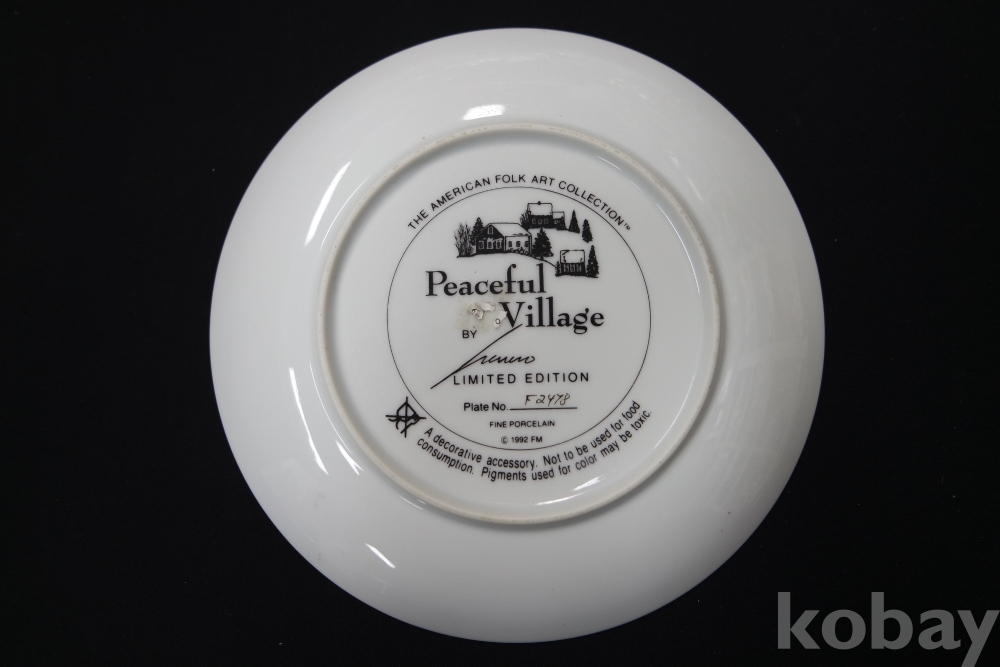 THE AMERICAN FOLK ART COLLECTION™
Peaceful
Village
BY
LIMITED EDITION
Plate No. F2478
FINE PORCELAIN
© 1992 FM
A decorative accessory. Not to be used for food
consumption. Pigments used for color may be toxic.
kobay